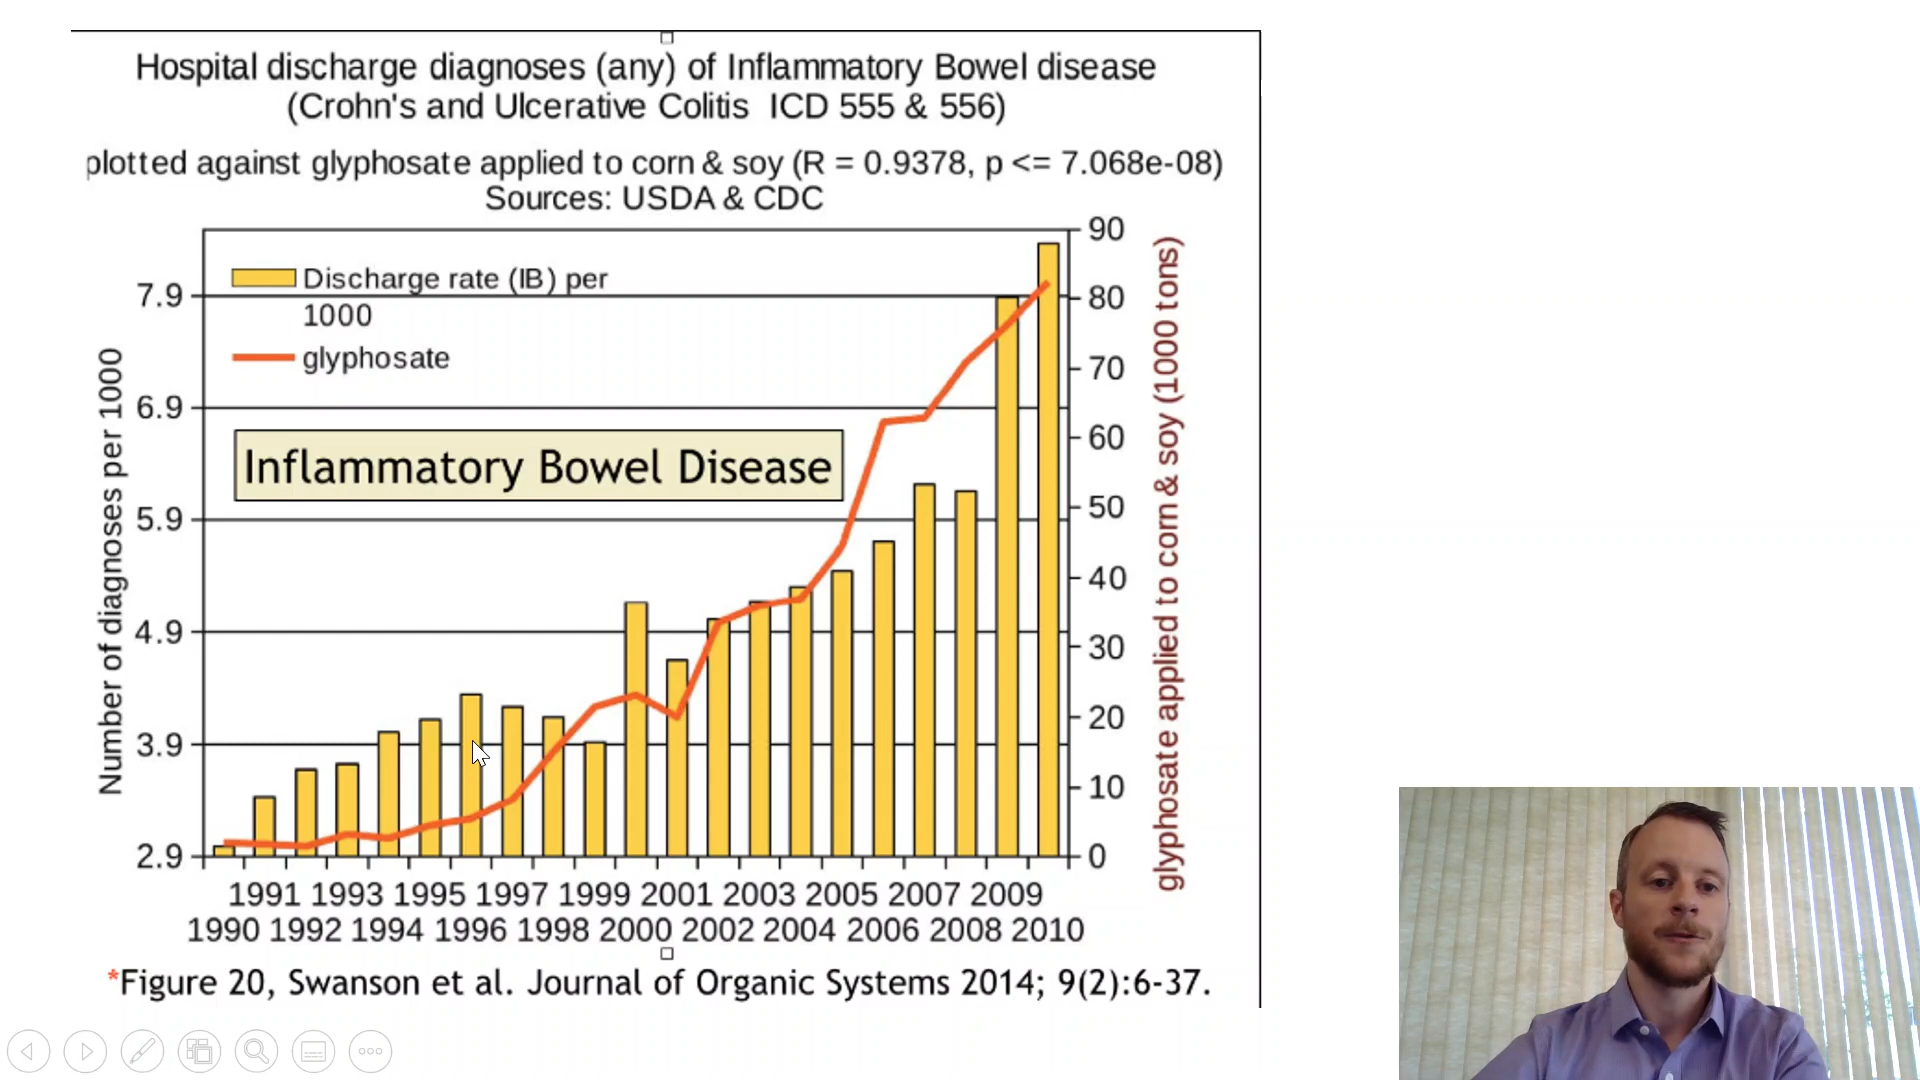 Hospital discharge diagnoses (any) of Inflammatory Bowel disease
(Crohn's and Ulcerative Colitis ICD 555 & 556)
plotted against glyphosate applied to corn & soy (R = 0.9378, p <= 7.068e-08)
Sources: USDA & CDC
Discharge rate (IB) per
1000
glyphosate
Inflammatory Bowel Disease
Number of diagnoses per 1000
7.9
6.9
5.9
4.9
3.9
2.9
90
80
70
60
50
40
30
20
10
0
glyphosate applied to corn & soy (1000 tons)
1991 1993 1995 1997 1999 2001 2003 2005 2007 2009
1990 1992 1994 1996 1998 2000 2002 2004 2006 2008 2010
*Figure 20, Swanson et al. Journal of Organic Systems 2014; 9(2):6-37.